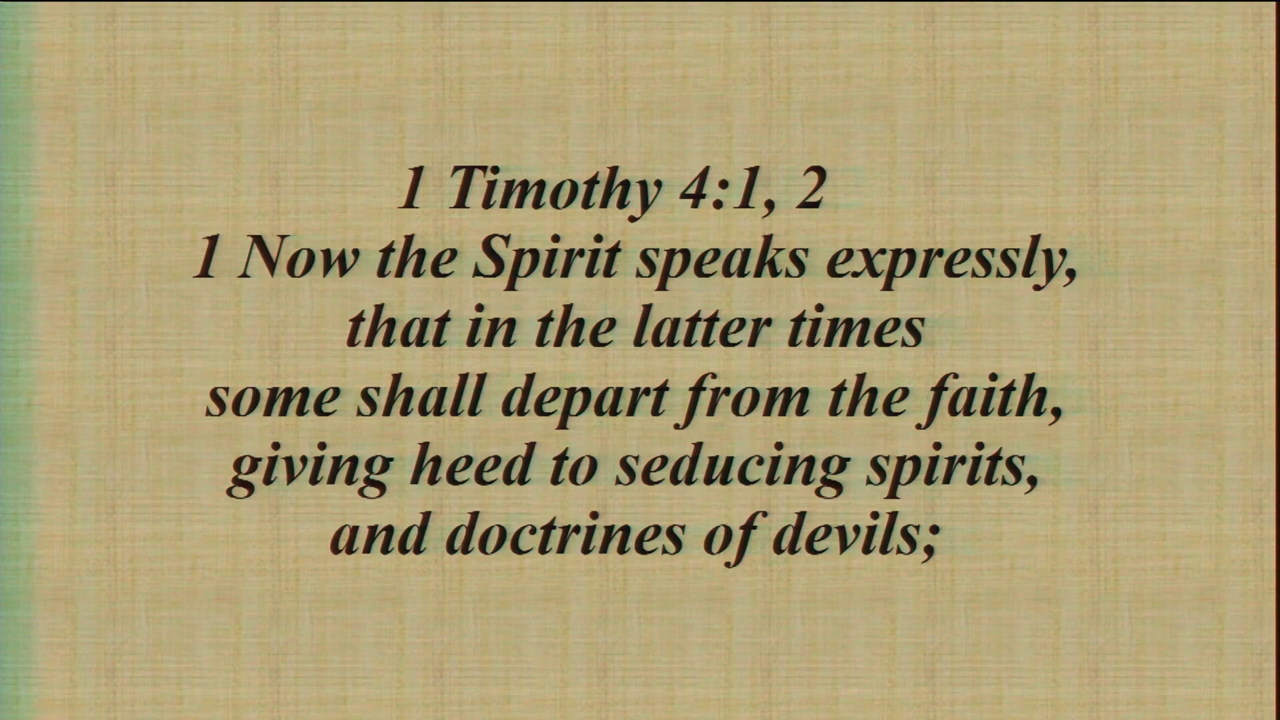 1 Timothy 4:1, 2
1 Now the Spirit speaks expressly,
that in the latter times
some shall depart from the faith,
giving heed to seducing spirits,
and doctrines of devils;